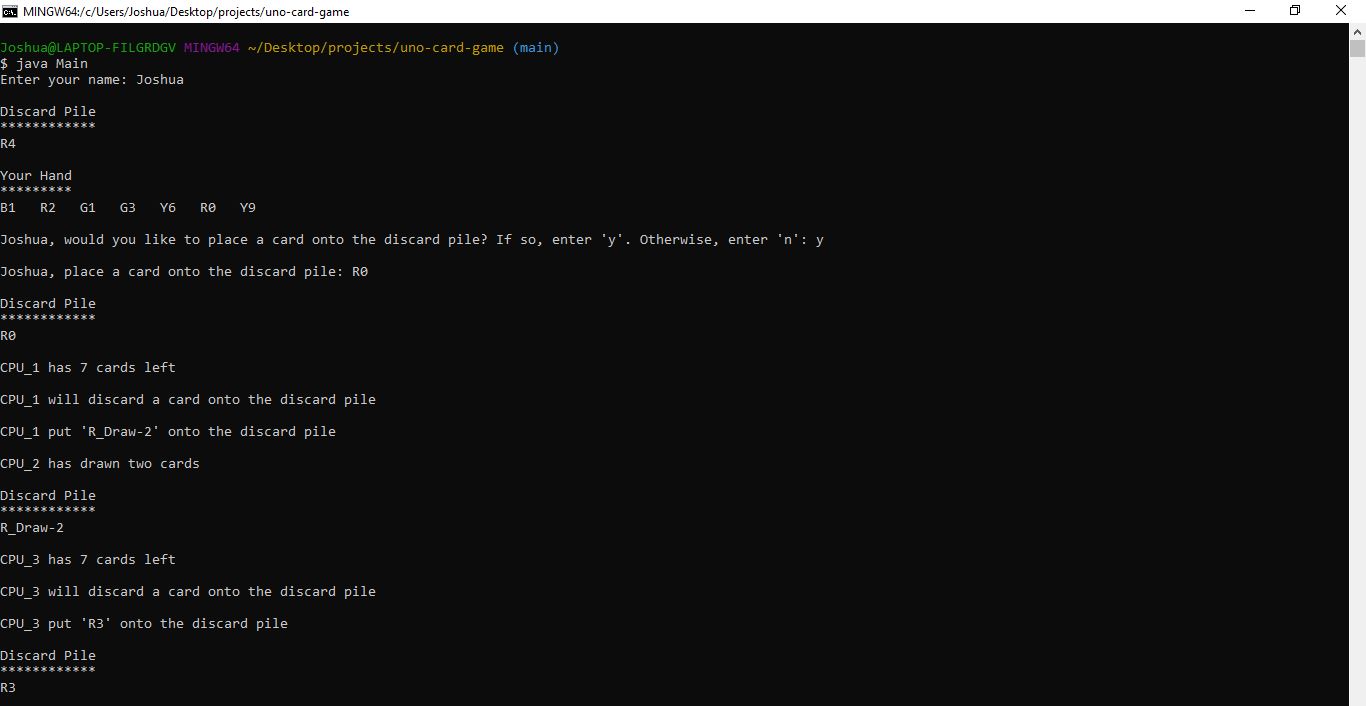 MINGW64:/c/Users/Joshua/Desktop/projects/uno-card-game
Joshua@LAPTOP-FILGRDGV MINGW64 ~/Desktop/projects/uno-card-game (main)
$ java Main
Enter your name: Joshua
Discard Pile
************
R4
Your Hand
*********
B1   R2   G1   G3   Y6   R0   Y9
Joshua, would you like to place a card onto the discard pile? If so, enter 'y'. Otherwise, enter 'n': y
Joshua, place a card onto the discard pile: R0
Discard Pile
************
R0
CPU_1 has 7 cards left
CPU_1 will discard a card onto the discard pile
CPU_1 put 'R_Draw-2' onto the discard pile
CPU_2 has drawn two cards
Discard Pile
************
R_Draw-2
CPU_3 has 7 cards left
CPU_3 will discard a card onto the discard pile
CPU_3 put 'R3' onto the discard pile
Discard Pile
************
R3